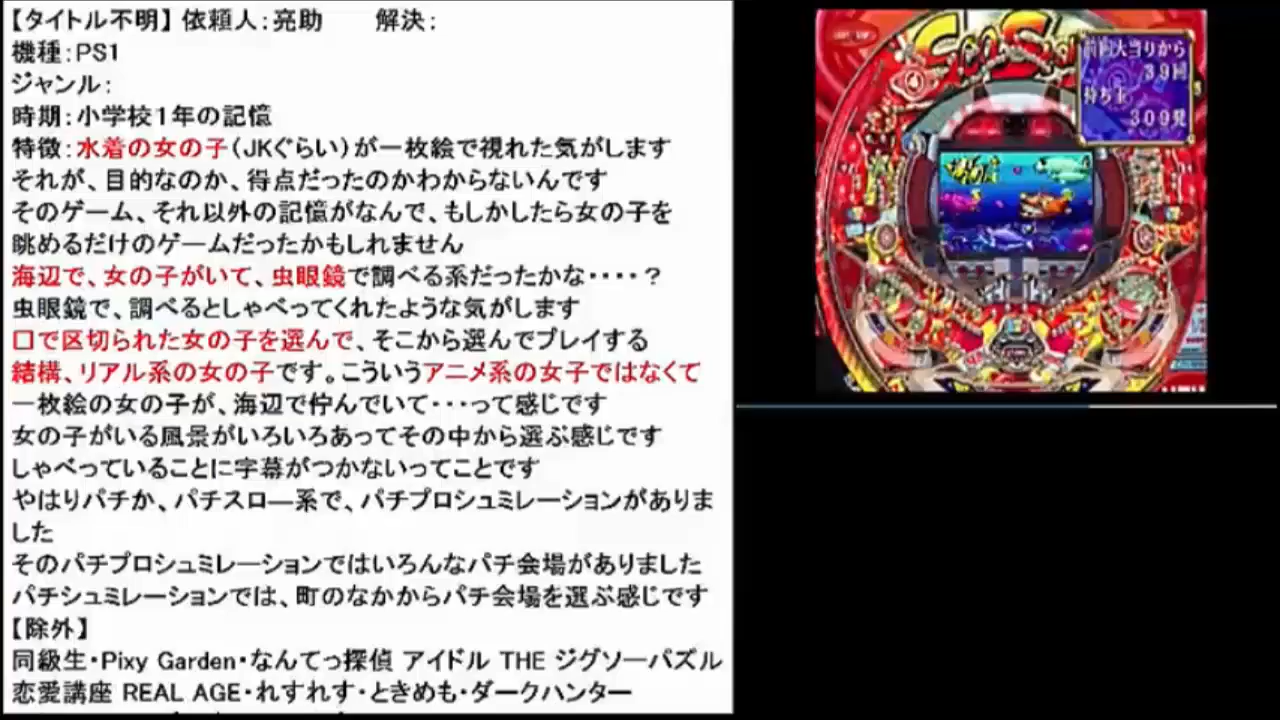 【タイトル不明】 依頼人：亮助　　解決：
機種：PS1
ジャンル：
時期：小学校１年の記憶
特徴：水着の女の子（JKぐらい）が一枚絵で視れた気がします
それが、目的なのか、得点だったのかわからないんです
そのゲーム、それ以外の記憶がなんで、もしかしたら女の子を
眺めるだけのゲームだったかもしれません
海辺で、女の子がいて、虫眼鏡で調べる系だったかな・・・・？
虫眼鏡で、調べるとしゃべってくれたような気がします
口で区切られた女の子を選んで、そこから選んでプレイする
結構、リアル系の女の子です。こういうアニメ系の女子ではなくて
一枚絵の女の子が、海辺で佇んでいて・・・って感じです
女の子がいる風景がいろいろあってその中から選ぶ感じです
しゃべっていることに字幕がつかないってことです
やはりパチか、パチスロ―系で、パチプロシュミレーションがありま
した
そのパチプロシュミレーションではいろんなパチ会場がありました
パチシュミレーションでは、町のなかからパチ会場を選ぶ感じです
【除外】
同級生・Pixy Garden・なんてっ探偵 アイドル THE ジグソーパズル
恋愛講座 REAL AGE・れすれす・ときめも・ダークハンター
前回大当りから
39回
持ち玉
309発